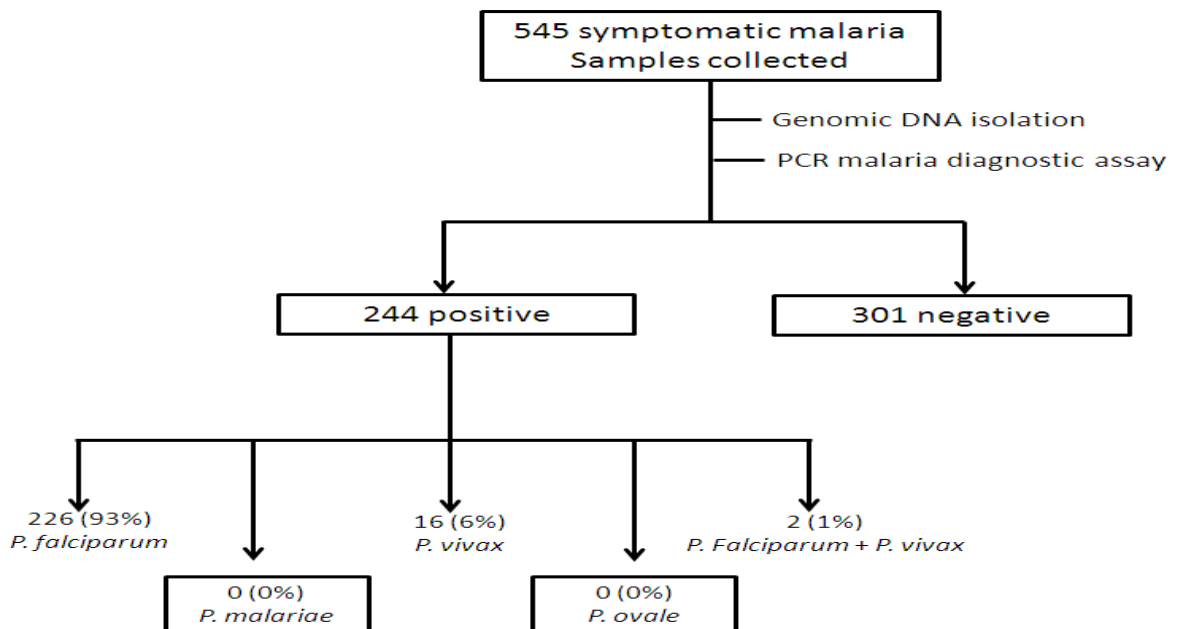 545 symptomatic malaria
Samples collected
Genomic DNA isolation
PCR malaria diagnostic assay
244 positive
301 negative
226 (93%)
P. falciparum
16 (6%)
P. vivax
2 (1%)
P. Falciparum + P. vivax
0 (0%)
P. malariae
0 (0%)
P. ovale